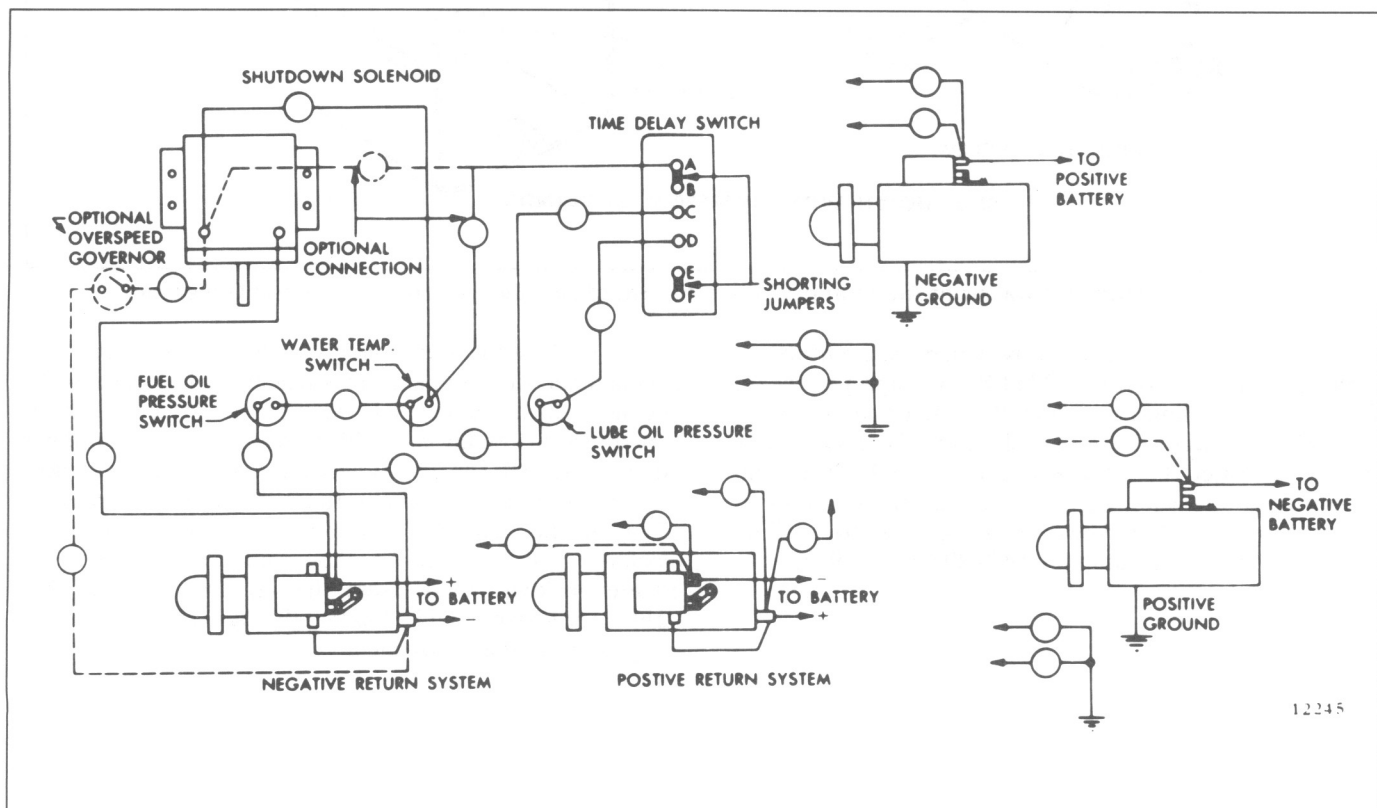 SHUTDOWN SOLENOID
TIME DELAY SWITCH
A
B
C
D
E
F
TO
POSITIVE
BATTERY
OPTIONAL
OVERSPEED
GOVERNOR
OPTIONAL
CONNECTION
SHORTING
JUMPERS
NEGATIVE
GROUND
WATER TEMP.
SWITCH
FUEL OIL
PRESSURE
SWITCH
LUBE OIL PRESSURE
SWITCH
TO
NEGATIVE
BATTERY
+
TO BATTERY
-
-
TO BATTERY
+
POSITIVE
GROUND
NEGATIVE RETURN SYSTEM
POSTIVE RETURN SYSTEM
12245